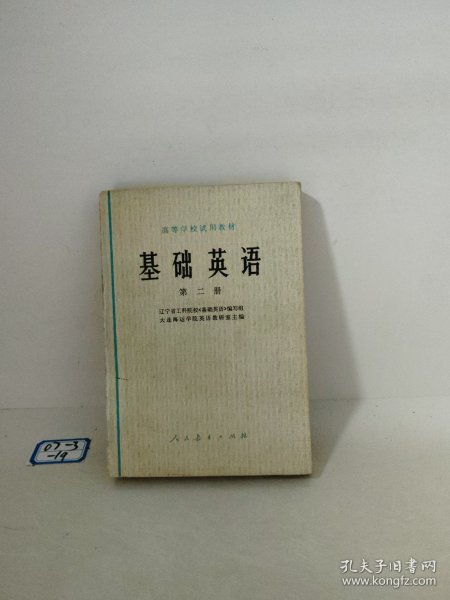 高等学校试用教材
基础英语
第二册
辽宁省工科院校《基础英语》编写组
大连海运学院英语教研室主编
人民教育出版社
07-3
-19
孔夫子旧书网
www.kongfz.com